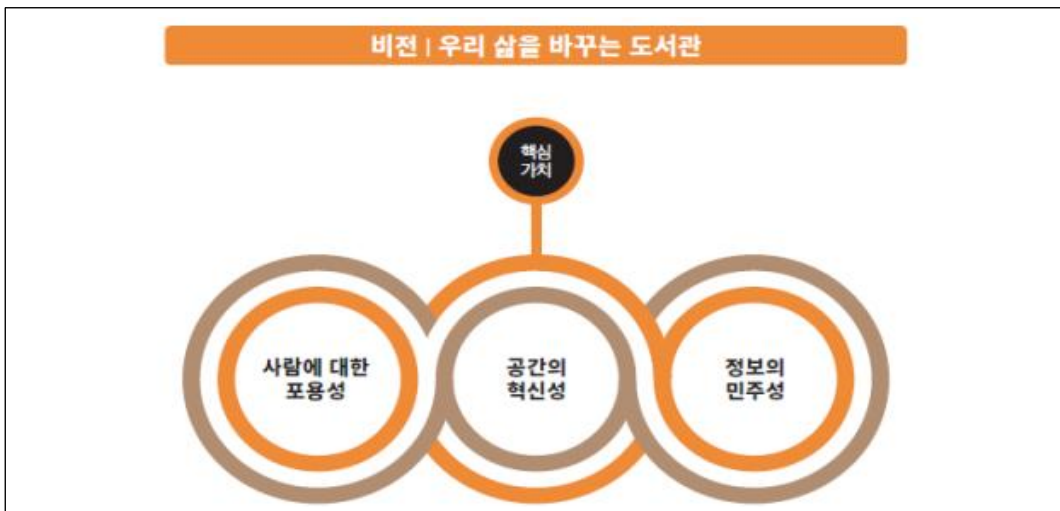 비전 | 우리 삶을 바꾸는 도서관
핵심
가치
사람에 대한
포용성
공간의
혁신성
정보의
민주성